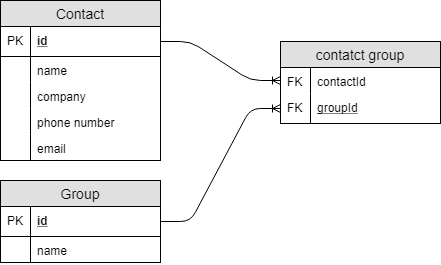 Contact
PK id
name
company
phone number
email
contatct group
FK contactId
FK groupId
Group
PK id
name